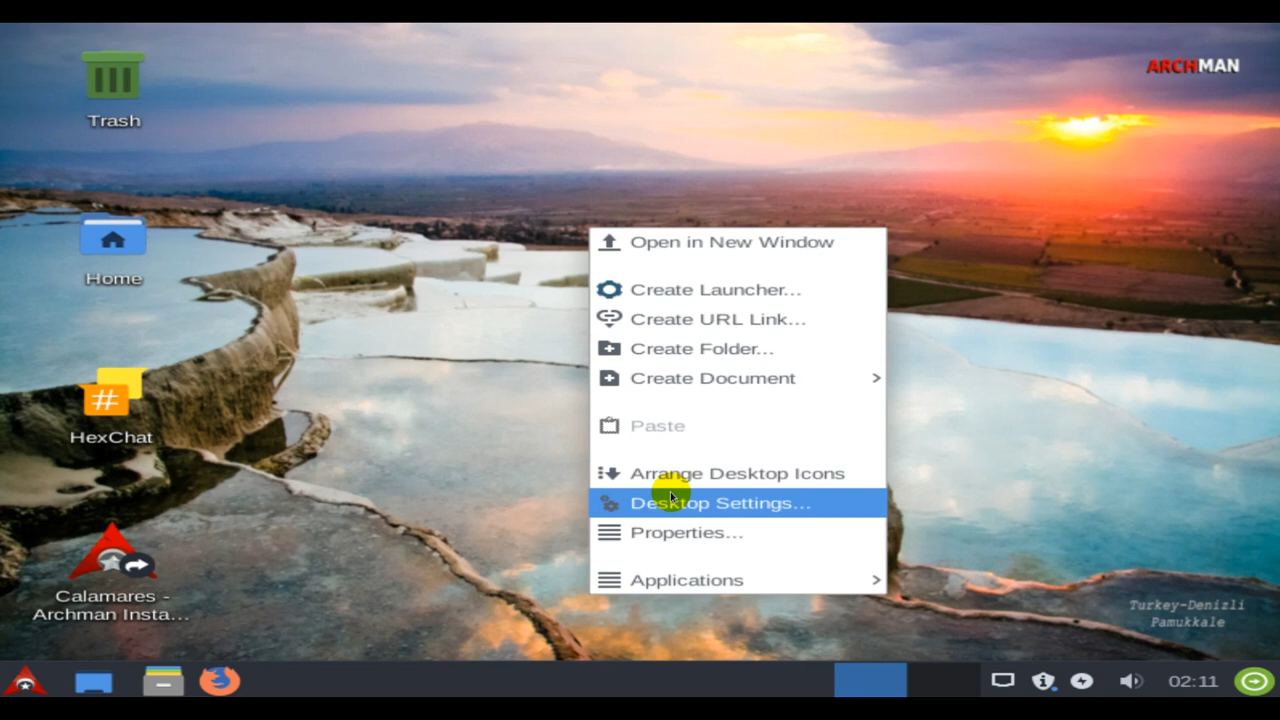 ARCHMAN
Trash
Home
HexChat
Calamares -
Archman Insta...
Open in New Window
Create Launcher...
Create URL Link...
Create Folder...
Create Document
Paste
Arrange Desktop Icons
Desktop Settings...
Properties...
Applications
Turkey-Denizli
Pamukkale
02:11